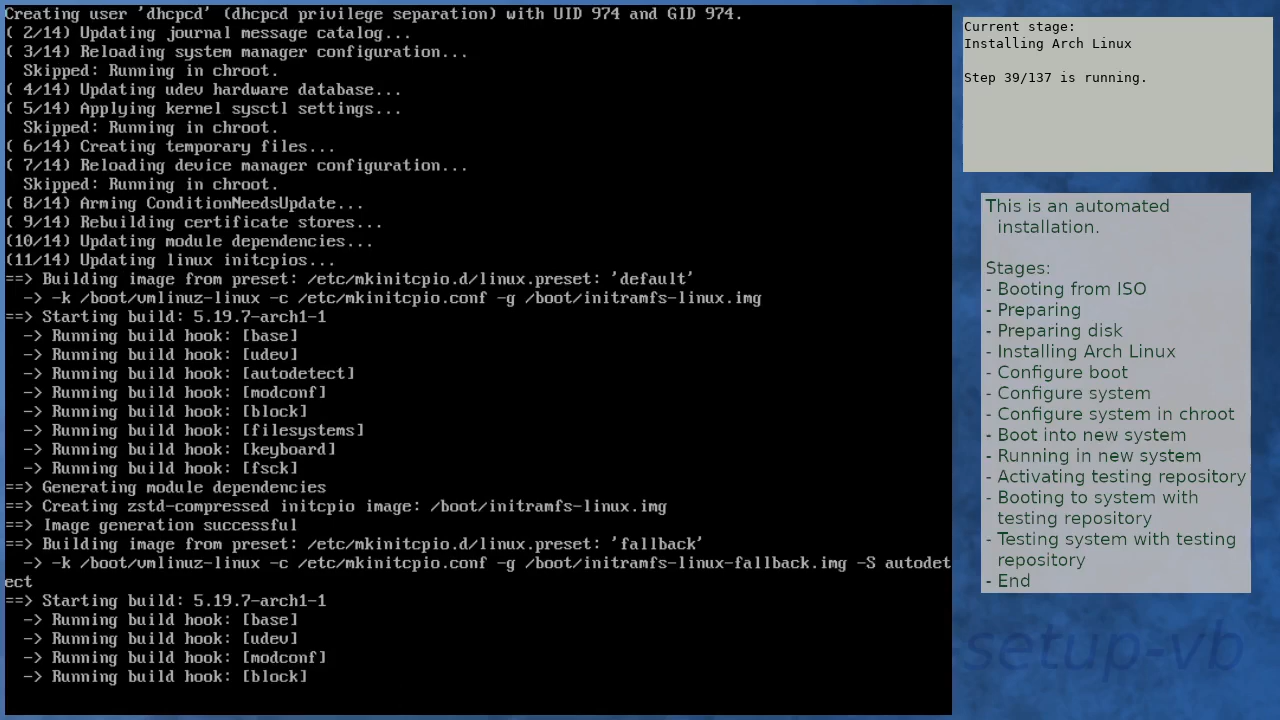 Creating user 'dhcpcd' (dhcpcd privilege separation) with UID 974 and GID 974.
( 2/14) Updating journal message catalog...
( 3/14) Reloading system manager configuration...
  Skipped: Running in chroot.
( 4/14) Updating udev hardware database...
( 5/14) Applying kernel sysctl settings...
  Skipped: Running in chroot.
( 6/14) Creating temporary files...
( 7/14) Reloading device manager configuration...
  Skipped: Running in chroot.
( 8/14) Arming ConditionNeedsUpdate...
( 9/14) Rebuilding certificate stores...
(10/14) Updating module dependencies...
(11/14) Updating linux initcpios...
==> Building image from preset: /etc/mkinitcpio.d/linux.preset: 'default'
  -> -k /boot/vmlinuz-linux -c /etc/mkinitcpio.conf -g /boot/initramfs-linux.img
==> Starting build: 5.19.7-arch1-1
  -> Running build hook: [base]
  -> Running build hook: [udev]
  -> Running build hook: [autodetect]
  -> Running build hook: [modconf]
  -> Running build hook: [block]
  -> Running build hook: [filesystems]
  -> Running build hook: [keyboard]
  -> Running build hook: [fsck]
==> Generating module dependencies
==> Creating zstd-compressed initcpio image: /boot/initramfs-linux.img
==> Image generation successful
==> Building image from preset: /etc/mkinitcpio.d/linux.preset: 'fallback'
  -> -k /boot/vmlinuz-linux -c /etc/mkinitcpio.conf -g /boot/initramfs-linux-fallback.img -S autodet
ect
==> Starting build: 5.19.7-arch1-1
  -> Running build hook: [base]
  -> Running build hook: [udev]
  -> Running build hook: [modconf]
  -> Running build hook: [block]
Current stage:
Installing Arch Linux
Step 39/137 is running.
This is an automated
installation.
Stages:
- Booting from ISO
- Preparing
- Preparing disk
- Installing Arch Linux
- Configure boot
- Configure system
- Configure system in chroot
- Boot into new system
- Running in new system
- Activating testing repository
- Booting to system with
testing repository
- Testing system with testing
repository
- End
setup-vb